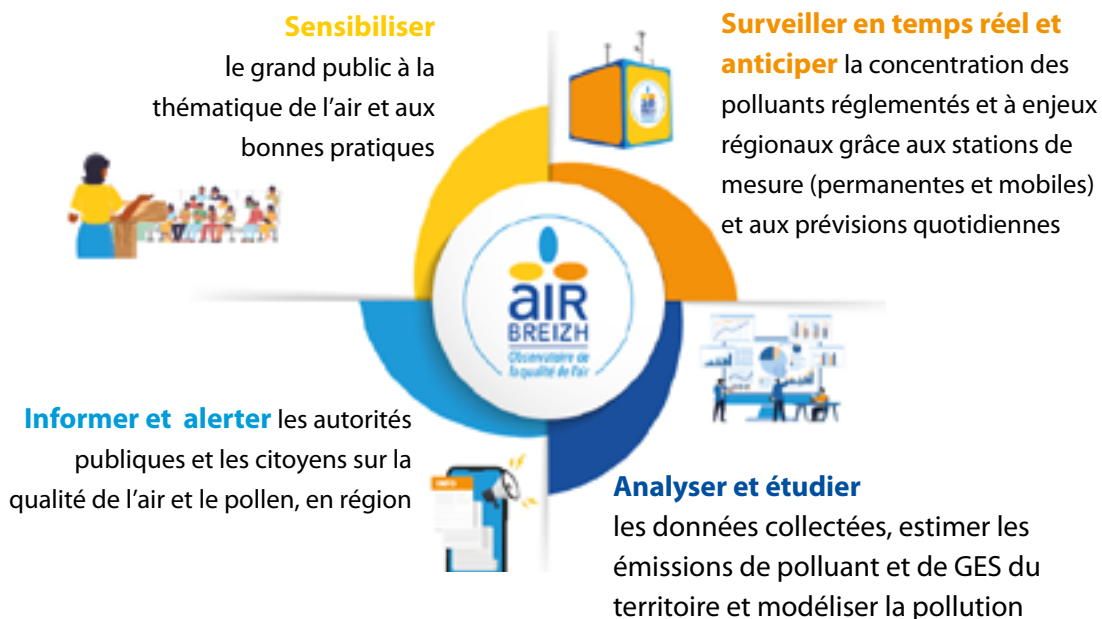 Sensibiliser
le grand public à la
thématique de l'air et aux
bonnes pratiques
Surveiller en temps réel et
anticiper la concentration des
polluants réglementés et à enjeux
régionaux grâce aux stations de
mesure (permanentes et mobiles)
et aux prévisions quotidiennes
aiR
BREIZH
Observatoire de
la qualité de l'air
Informer et  alerter les autorités
publiques et les citoyens sur la
qualité de l'air et le pollen, en région
INFO
Analyser et étudier
les données collectées, estimer les
émissions de polluant et de GES du
territoire et modéliser la pollution